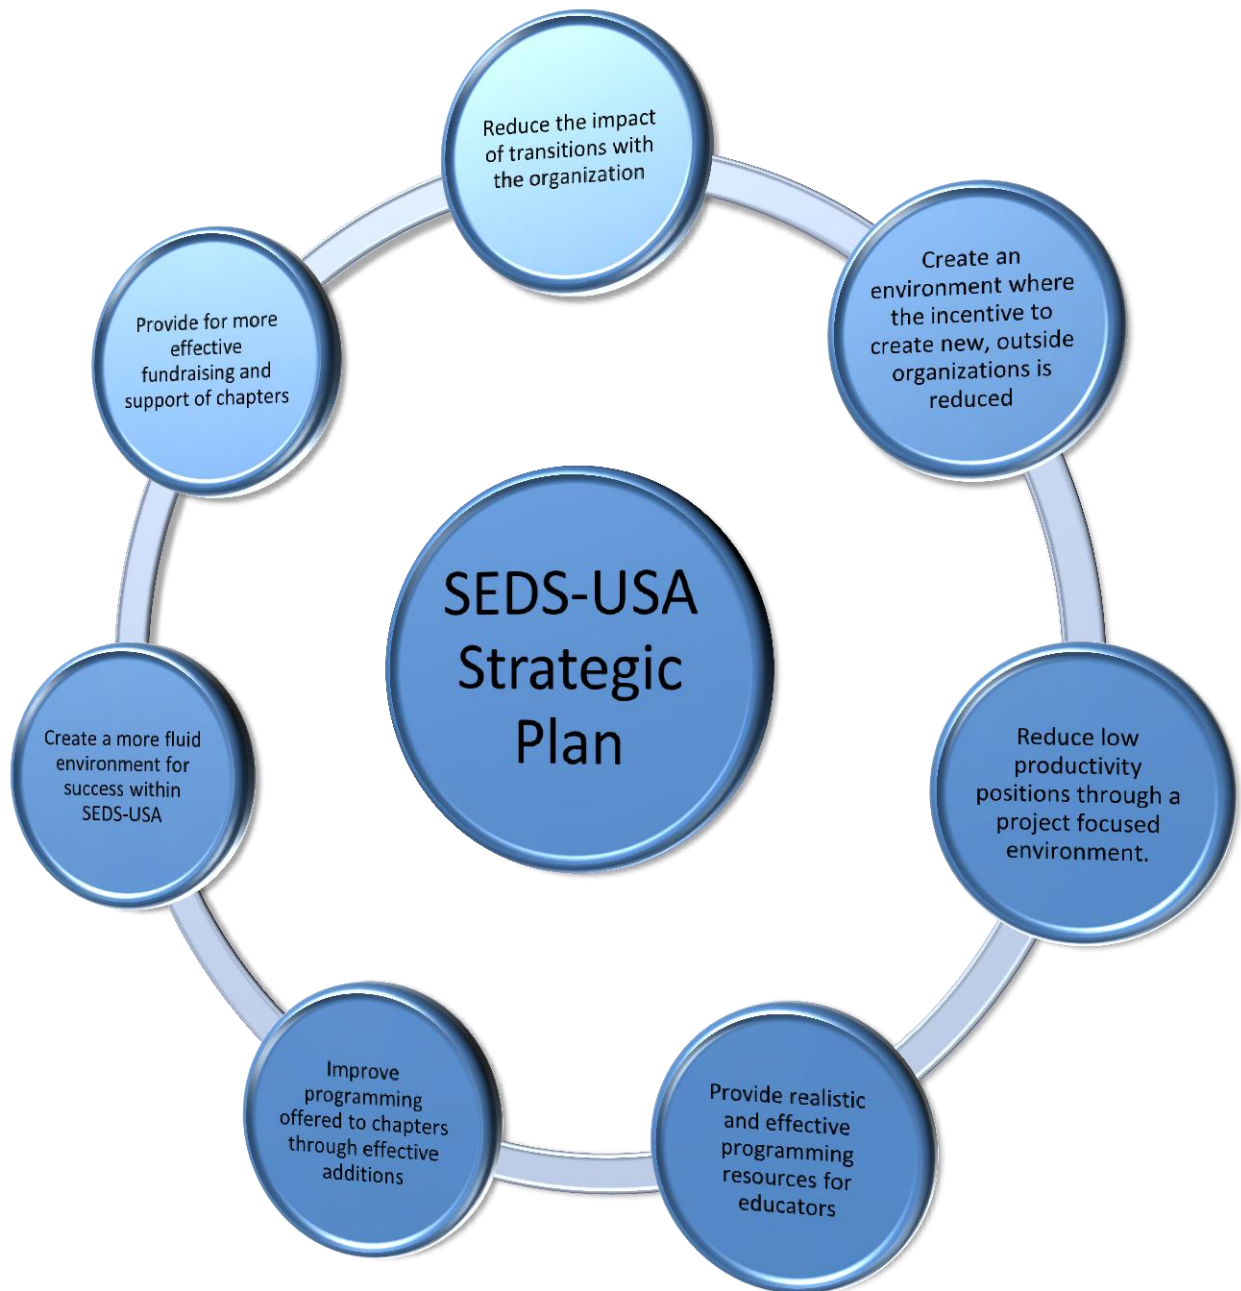 Reduce the impact
of transitions with
the organization
Create an
environment where
the incentive to
create new, outside
organizations is
reduced
Reduce low
productivity
positions through a
project focused
environment.
Provide realistic
and effective
programming
resources for
educators
Improve
programming
offered to chapters
through effective
additions
Create a more fluid
environment for
success within
SEDS-USA
Provide for more
effective
fundraising and
support of chapters
SEDS-USA
Strategic
Plan